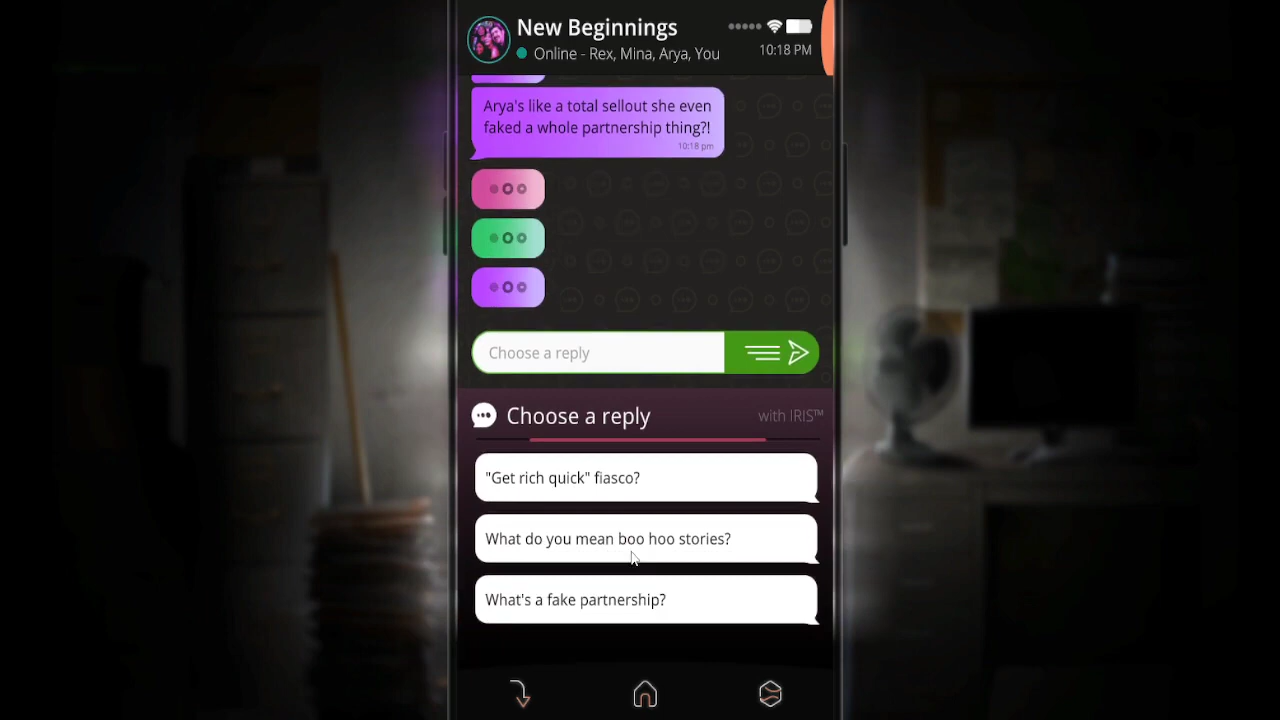 New Beginnings
Online - Rex, Mina, Arya, You
10:18 PM
Arya's like a total sellout she even
faked a whole partnership thing?!
10:18 pm
Choose a reply
Choose a reply
with IRIS™
"Get rich quick" fiasco?
What do you mean boo hoo stories?
What's a fake partnership?